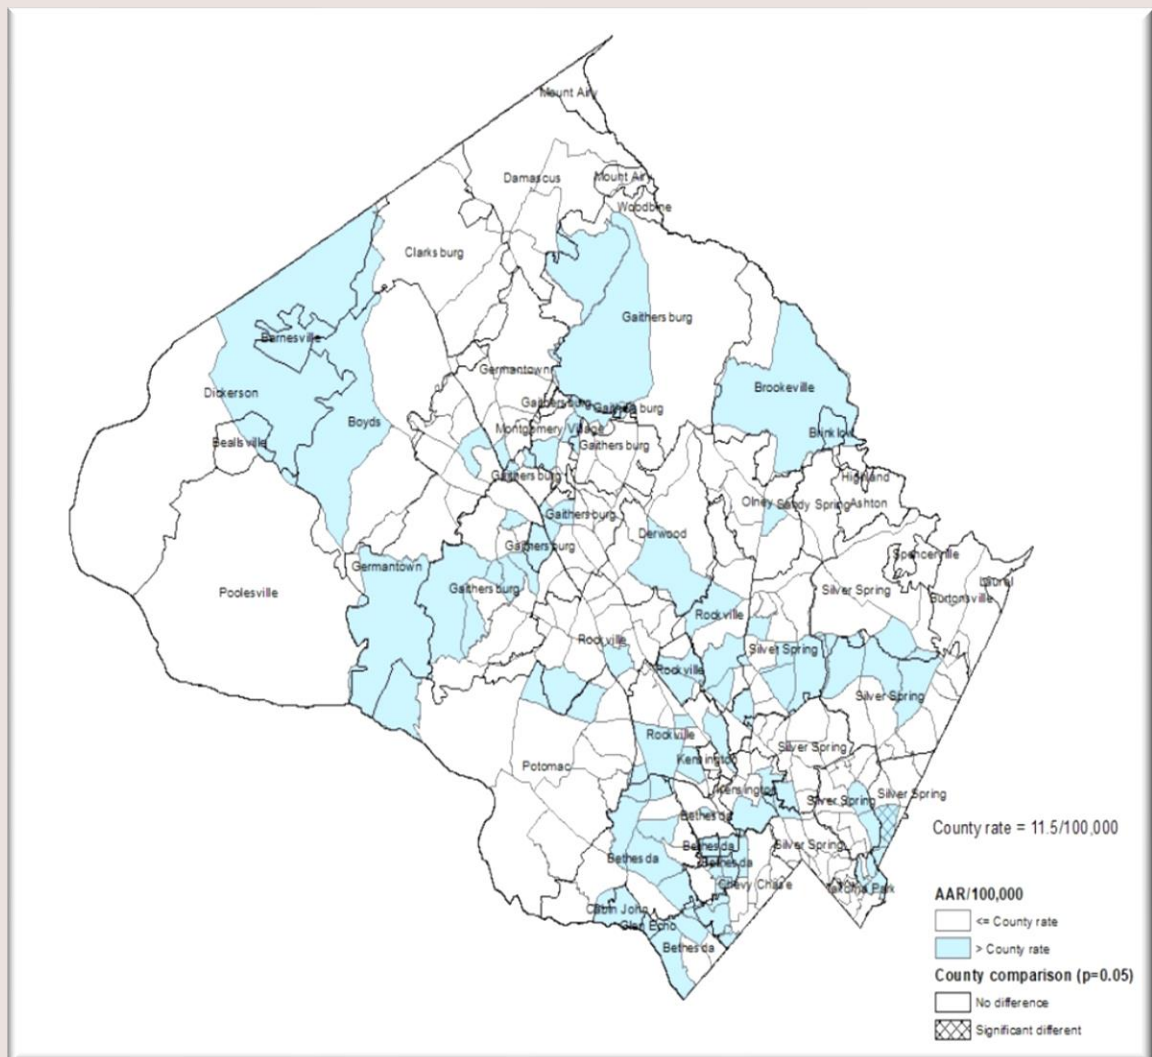 Mount Airy
Damascus
Mount Airy
Woodbine
Clarksburg
Gaithersburg
Barnesville
Germantown
Brookeville
Dickerson
Gaithersburg
Gaithersburg
Boyds
Montgomery Village
Brinklow
Beallsville
Gaithersburg
Gaithersburg
Highland
Olney
Sandy Spring
Ashton
Gaithersburg
Derwood
Gaithersburg
Spencerville
Germantown
Laurel
Poolesville
Gaithersburg
Silver Spring
Burtonsville
Rockville
Rockville
Silver Spring
Rockville
Silver Spring
Rockville
Silver Spring
Kensington
Potomac
Kensington
Silver Spring
Silver Spring
Bethesda
County rate = 11.5/100,000
Bethesda
Silver Spring
Bethesda
Bethesda
Chevy Chase
Takoma Park
Cabin John
Glen Echo
Bethesda
AAR/100,000
<= County rate
> County rate
County comparison (p=0.05)
No difference
Significant different